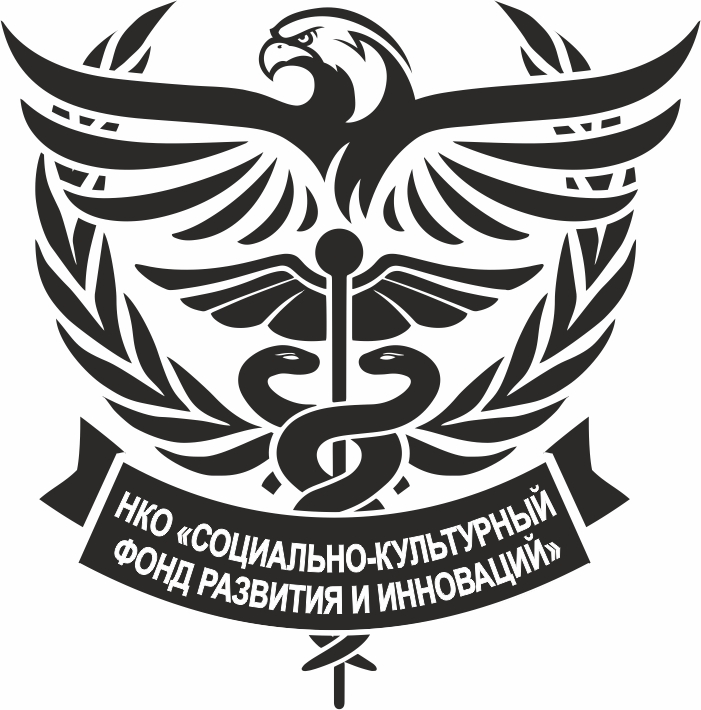 НКО «СОЦИАЛЬНО-КУЛЬТУРНЫЙ
ФОНД РАЗВИТИЯ И ИННОВАЦИЙ»